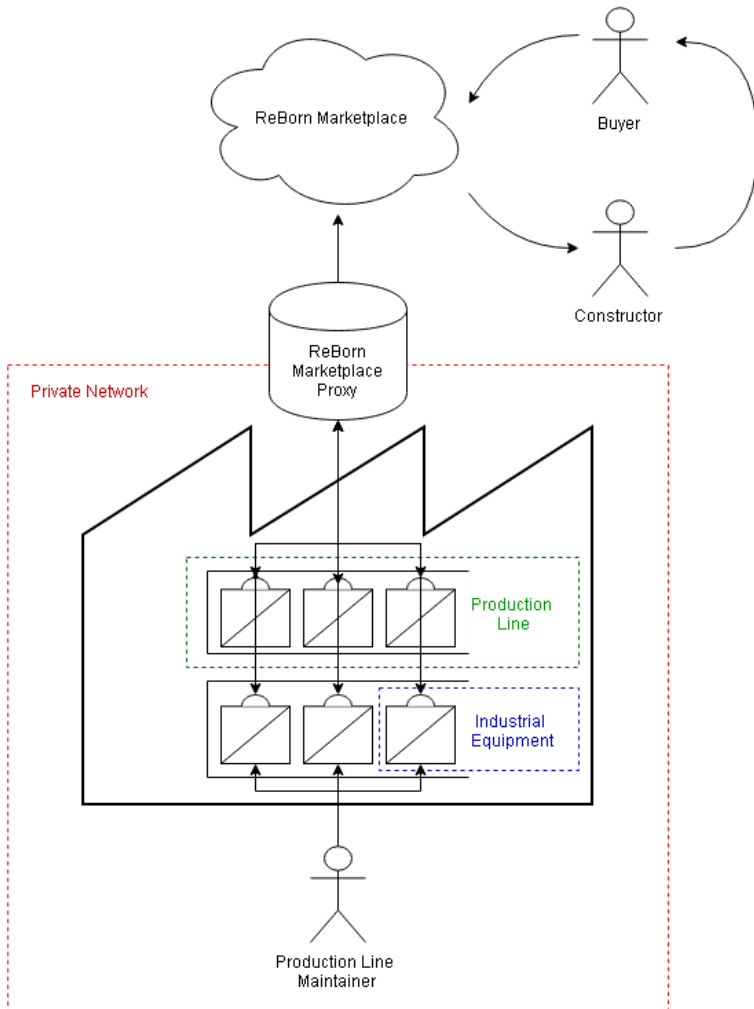 ReBorn Marketplace
Buyer
Constructor
ReBorn
Marketplace
Proxy
Private Network
Production
Line
Industrial
Equipment
Production Line
Maintainer